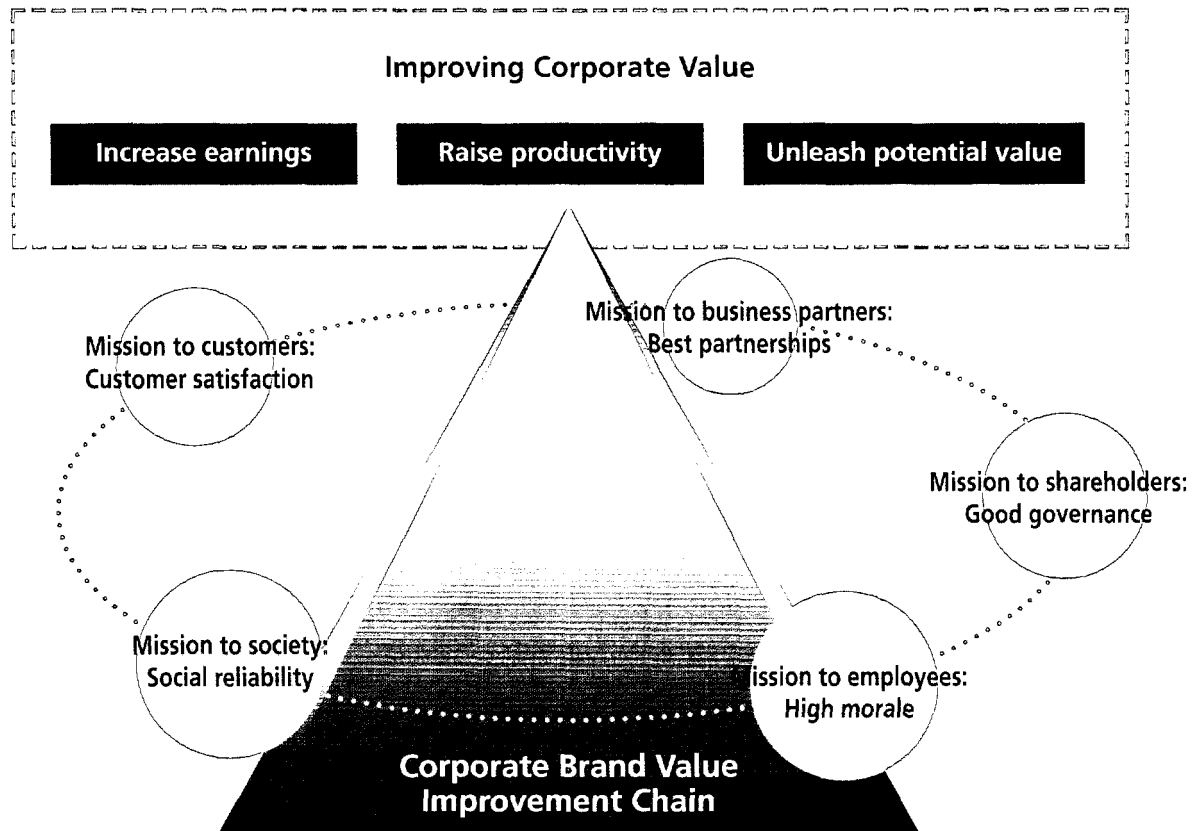 Improving Corporate Value
Increase earnings
Raise productivity
Unleash potential value
Mission to business partners:
Best partnerships
Mission to customers:
Customer satisfaction
Mission to shareholders:
Good governance
Mission to society:
Social reliability
Mission to employees:
High morale
Corporate Brand Value
Improvement Chain